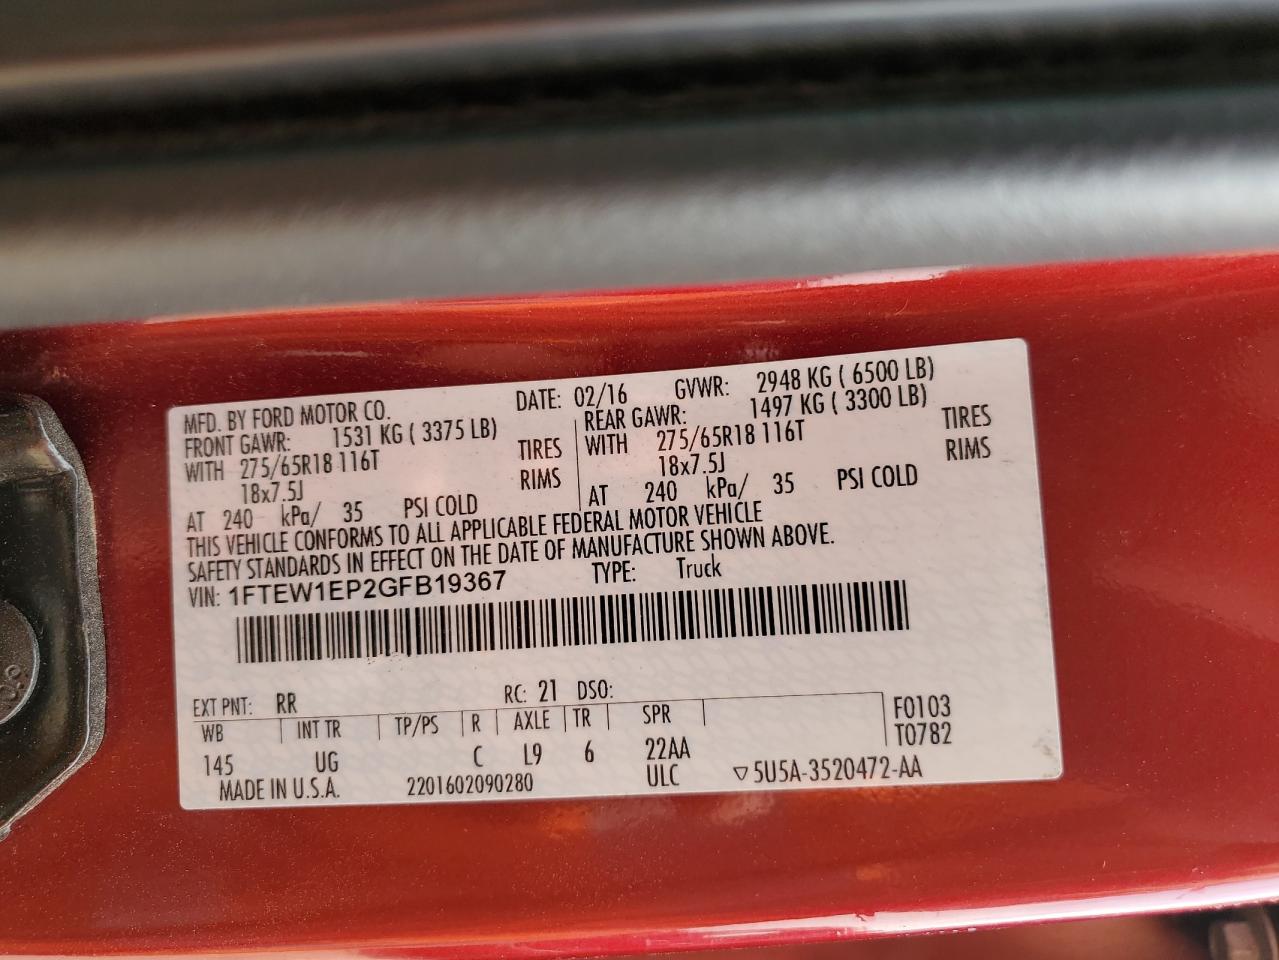 MFD. BY FORD MOTOR CO. DATE: 02/16 GVWR: 2948 KG ( 6500 LB)
FRONT GAWR: 1531 KG ( 3375 LB) REAR GAWR: 1497 KG ( 3300 LB)
WITH 275/65R18 116T TIRES WITH 275/65R18 116T TIRES
18x7.5J RIMS 18x7.5J RIMS
AT 240 kPa/ 35 PSI COLD AT 240 kPa/ 35 PSI COLD
THIS VEHICLE CONFORMS TO ALL APPLICABLE FEDERAL MOTOR VEHICLE
SAFETY STANDARDS IN EFFECT ON THE DATE OF MANUFACTURE SHOWN ABOVE.
VIN: 1FTEW1EP2GFB19367 TYPE: Truck
EXT PNT: RR RC: 21 DSO:
WB INT TR TP/PS R AXLE TR SPR F0103
145 UG C L9 6 22AA T0782
MADE IN U.S.A. 2201602090280 ULC ▽5U5A-3520472-AA